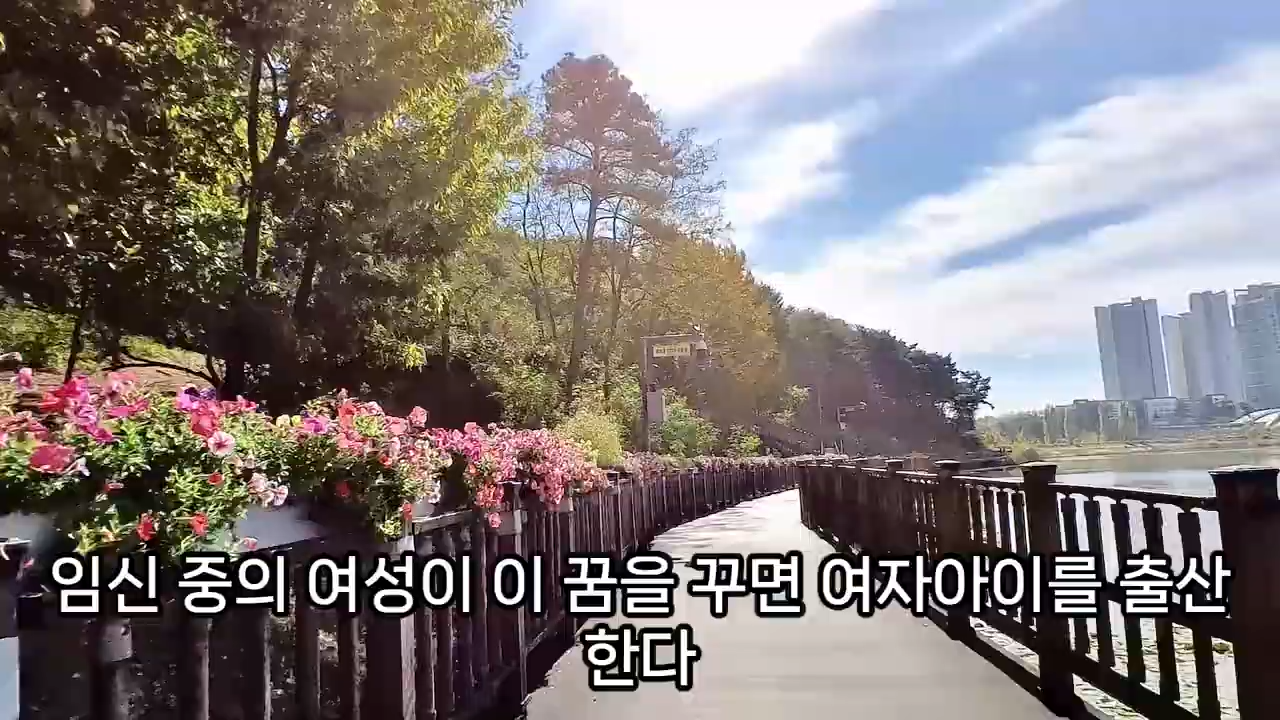 임신 중의 여성이 이 꿈을 꾸면 여자아이를 출산
한다